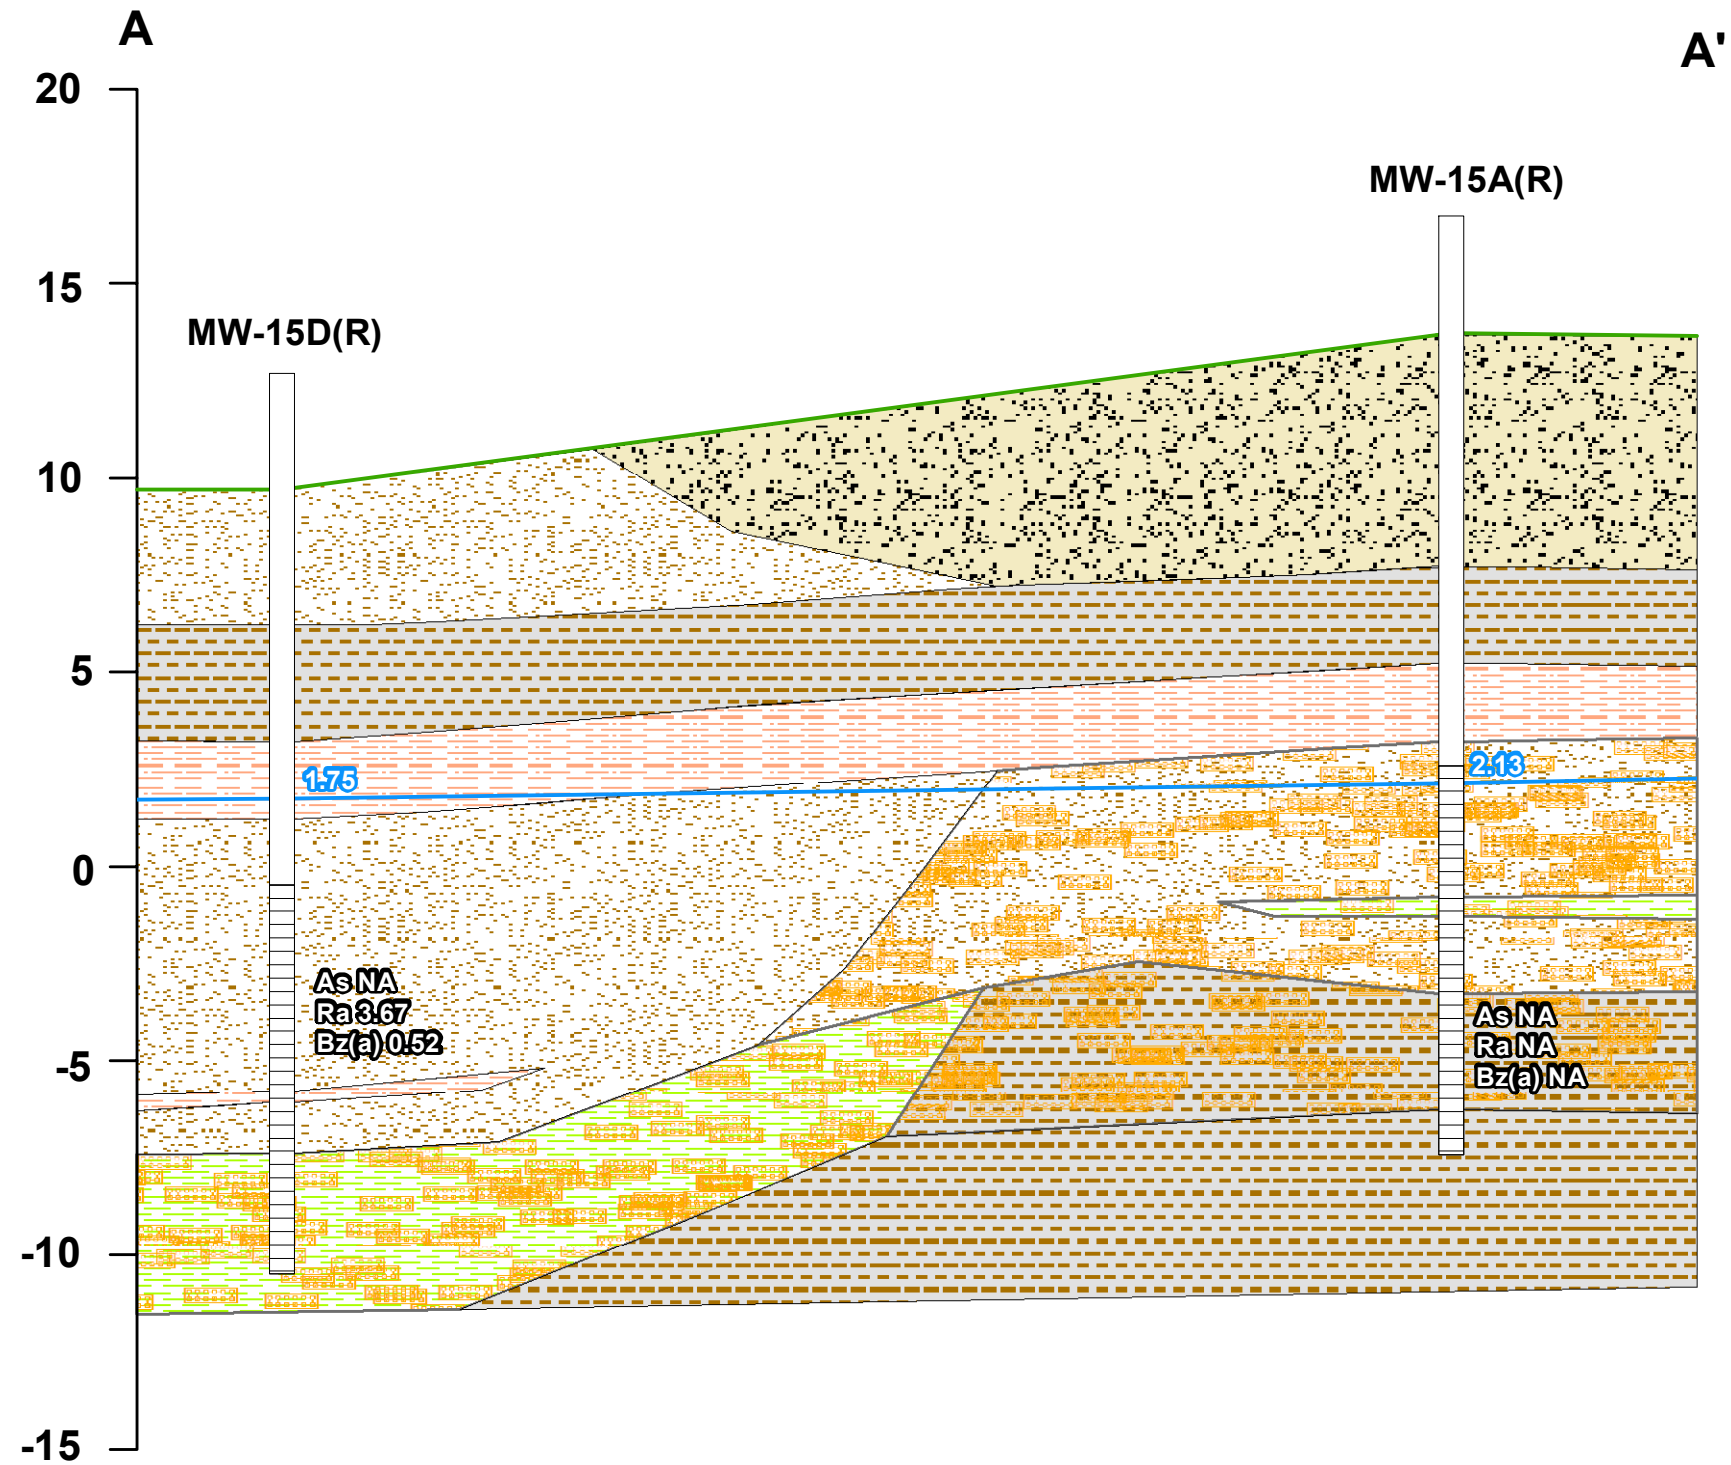 A
A'
20
MW-15A(R)
15
MW-15D(R)
10
5
1.75
2.13
0
As NA
Ra 3.67
Bz(a) 0.52
As NA
Ra NA
Bz(a) NA
-5
-10
-15